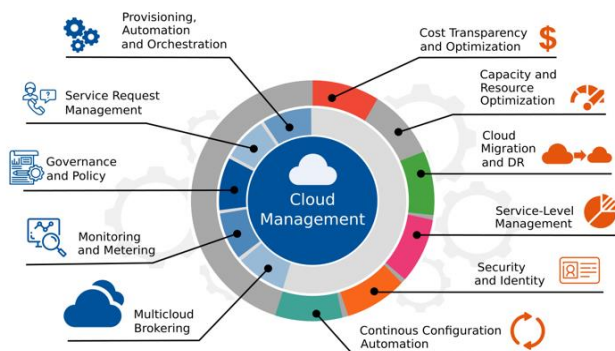 Provisioning,
Automation
and Orchestration
Service Request
Management
Governance
and Policy
Monitoring
and Metering
Multicloud
Brokering
Cloud
Management
Cost Transparency
and Optimization
$
Capacity and
Resource
Optimization
Cloud
Migration
and DR
Service-Level
Management
Security
and Identity
Continous Configuration
Automation